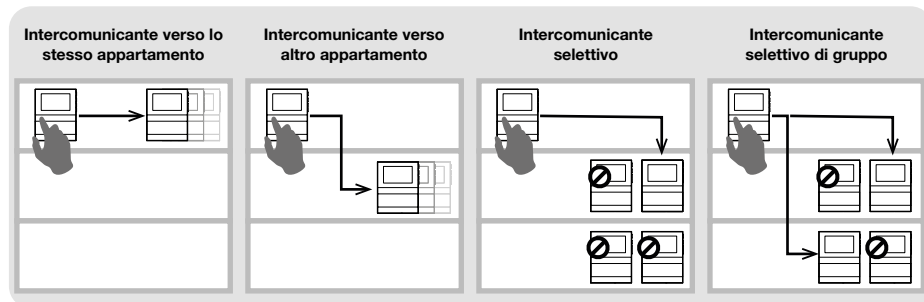 Intercomunicante verso lo
stesso appartamento
Intercomunicante verso
altro appartamento
Intercomunicante
selettivo
Intercomunicante
selettivo di gruppo